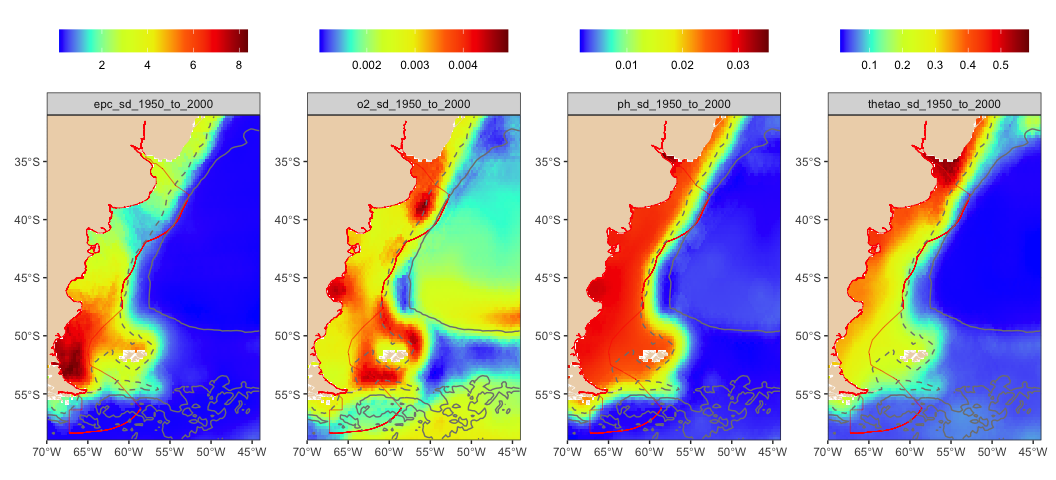 2 4 6 8
0.002 0.003 0.004
0.01 0.02 0.03
0.1 0.2 0.3 0.4 0.5
epc_sd_1950_to_2000
o2_sd_1950_to_2000
ph_sd_1950_to_2000
thetao_sd_1950_to_2000
35°S
40°S
45°S
50°S
55°S
70°W 65°W 60°W 55°W 50°W 45°W
35°S
40°S
45°S
50°S
55°S
70°W 65°W 60°W 55°W 50°W 45°W
35°S
40°S
45°S
50°S
55°S
70°W 65°W 60°W 55°W 50°W 45°W
35°S
40°S
45°S
50°S
55°S
70°W 65°W 60°W 55°W 50°W 45°W